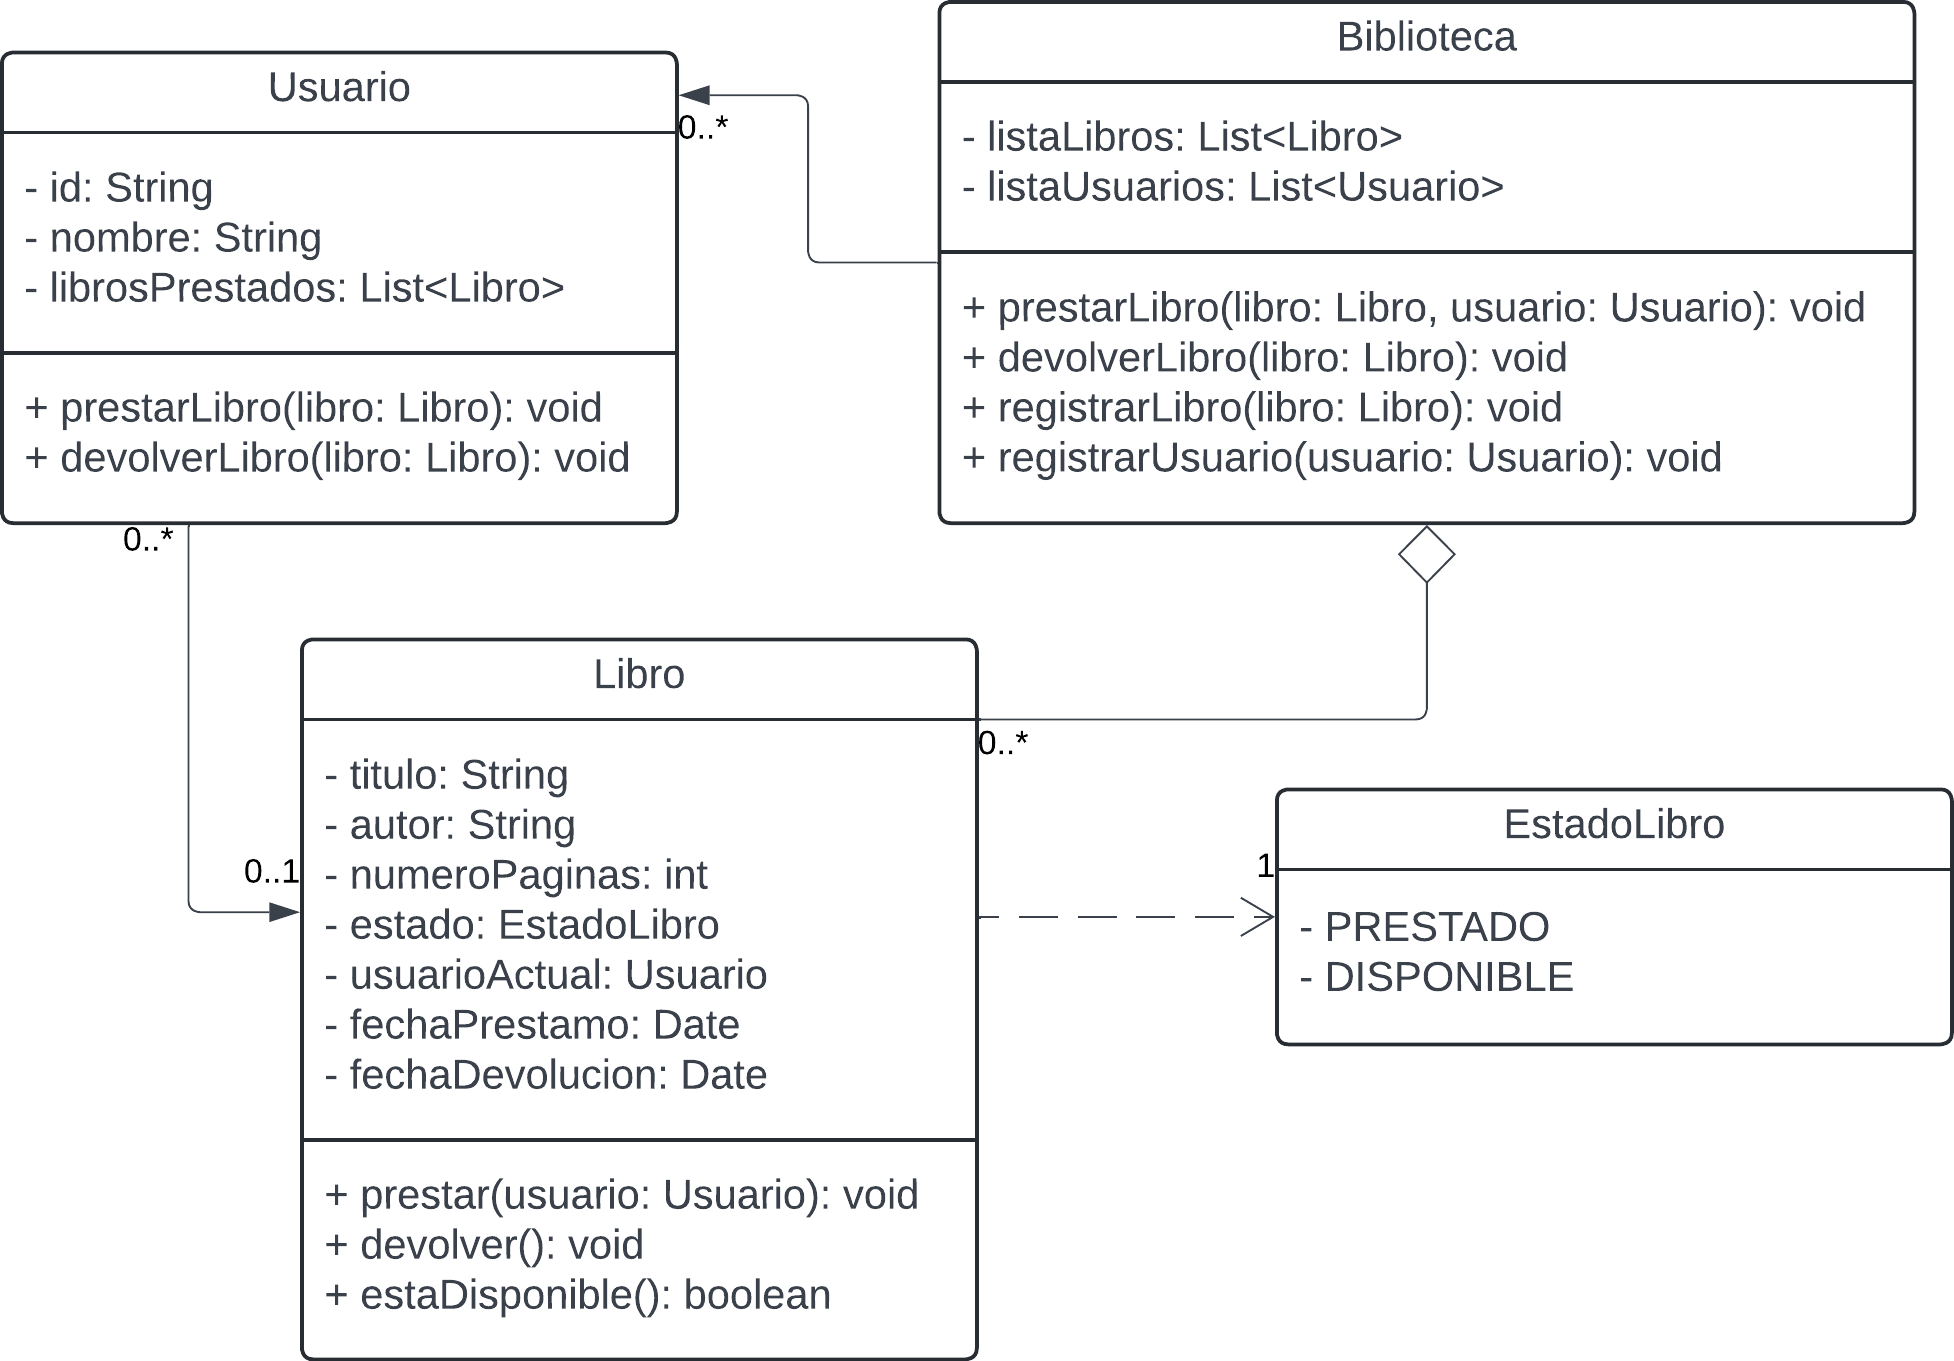 Usuario
- id: String
- nombre: String
- librosPrestados: List<Libro>
+ prestarLibro(libro: Libro): void
+ devolverLibro(libro: Libro): void
0..*
Biblioteca
- listaLibros: List<Libro>
- listaUsuarios: List<Usuario>
+ prestarLibro(libro: Libro, usuario: Usuario): void
+ devolverLibro(libro: Libro): void
+ registrarLibro(libro: Libro): void
+ registrarUsuario(usuario: Usuario): void
0..*
0..1
Libro
- titulo: String
- autor: String
- numeroPaginas: int
- estado: EstadoLibro
- usuarioActual: Usuario
- fechaPrestamo: Date
- fechaDevolucion: Date
+ prestar(usuario: Usuario): void
+ devolver(): void
+ estaDisponible(): boolean
0..*
1
EstadoLibro
- PRESTADO
- DISPONIBLE